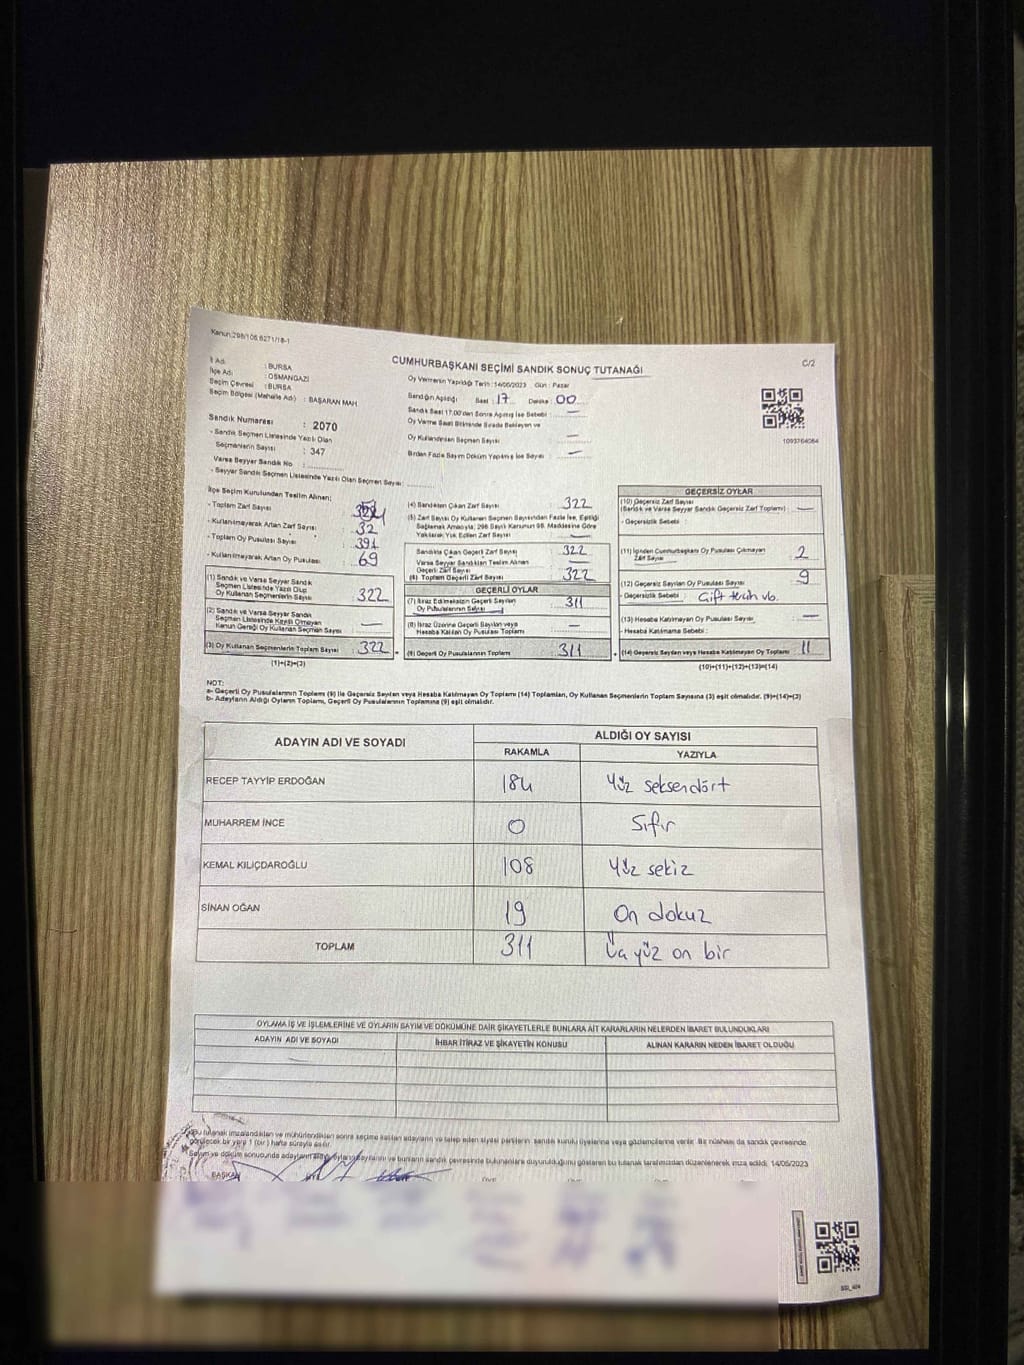 Kanun:298/105,6271/18-1
CUMHURBAŞKANI SEÇİMİ SANDIK SONUÇ TUTANAĞI
C/2
İl Adı : BURSA
İlçe Adı : OSMANGAZİ
Seçim Çevresi : BURSA
Seçim Bölgesi (Mahalle Adı) : BAŞARAN MAH
Oy Vermenin Yapıldığı Tarih : 14/05/2023 Gün : Pazar
Sandığın Açıldığı Saat : 17 Dakika : 00
Sandık Saat 17.00'den Sonra Açılmış İse Sebebi : —
Oy Verme Saati Bitiminde Sırada Bekleyen ve
Oy Kullandırılan Seçmen Sayısı : —
Birden Fazla Sayım Döküm Yapılmış İse Sayısı : —
1093764064
Sandık Numarası : 2070
- Sandık Seçmen Listesinde Yazılı Olan
Seçmenlerin Sayısı : 347
Varsa Seyyar Sandık No :
- Seyyar Sandık Seçmen Listesinde Yazılı Olan Seçmen Sayısı :
İlçe Seçim Kurulundan Teslim Alınan;
- Toplam Zarf Sayısı
- Kullanılmayarak Artan Zarf Sayısı : 32
- Toplam Oy Pusulası Sayısı : 391
- Kullanılmayarak Artan Oy Pusulası : 69
(1) Sandık ve Varsa Seyyar Sandık
Seçmen Listesinde Yazılı Olup
Oy Kullanan Seçmenlerin Sayısı : 322
(2) Sandık ve Varsa Seyyar Sandık
Seçmen Listesinde Kayıtlı Olmayan
Kanun Gereği Oy Kullanan Seçmen Sayısı : —
(3) Oy Kullanan Seçmenlerin Toplam Sayısı : 322
(1)+(2)=(3)
(4) Sandıktan Çıkan Zarf Sayısı : 322
(5) Zarf Sayısı Oy Kullanan Seçmen Sayısından Fazla İse, Eşitliği
Sağlamak Amacıyla; 298 Sayılı Kanunun 98. Maddesine Göre
Yakılarak Yok Edilen Zarf Sayısı : —
Sandıkta Çıkan Geçerli Zarf Sayısı : 322
Varsa Seyyar Sandıktan Teslim Alınan
Geçerli Zarf Sayısı : —
(6) Toplam Geçerli Zarf Sayısı : 322
GEÇERLİ OYLAR
(7) İtiraz Edilmeksizin Geçerli Sayılan
Oy Pusulalarının Sayısı : 311
(8) İtiraz Üzerine Geçerli Sayılan veya
Hesaba Katılan Oy Pusulası Toplamı : —
(9) Geçerli Oy Pusulalarının Toplamı : 311
GEÇERSİZ OYLAR
(10) Geçersiz Zarf Sayısı
(Sandık ve Varsa Seyyar Sandık Geçersiz Zarf Toplamı) : —
- Geçersizlik Sebebi :
(11) İçinden Cumhurbaşkanı Oy Pusulası Çıkmayan
Zarf Sayısı : 2
(12) Geçersiz Sayılan Oy Pusulası Sayısı : 9
- Geçersizlik Sebebi : Çift tercih vb.
(13) Hesaba Katılmayan Oy Pusulası Sayısı : —
- Hesaba Katılmama Sebebi :
(14) Geçersiz Sayılan veya Hesaba Katılmayan Oy Toplamı : 11
(10)+(11)+(12)+(13)=(14)
NOT:
a- Geçerli Oy Pusulalarının Toplamı (9) ile Geçersiz Sayılan veya Hesaba Katılmayan Oy Toplamı (14) Toplamları, Oy Kullanan Seçmenlerin Toplam Sayısına (3) eşit olmalıdır. (9)+(14)=(3)
b- Adayların Aldığı Oyların Toplamı, Geçerli Oy Pusulalarının Toplamına (9) eşit olmalıdır.
ADAYIN ADI VE SOYADI
ALDIĞI OY SAYISI
RAKAMLA YAZIYLA
RECEP TAYYİP ERDOĞAN 184 Yüz seksendört
MUHARREM İNCE 0 Sıfır
KEMAL KILIÇDAROĞLU 108 Yüz sekiz
SİNAN OĞAN 19 On dokuz
TOPLAM 311 Üç yüz on bir
OYLAMA İŞ VE İŞLEMLERİNE VE OYLARIN SAYIM VE DÖKÜMÜNE DAİR ŞİKAYETLERLE BUNLARA AİT KARARLARIN NELERDEN İBARET BULUNDUKLARI
ADAYIN ADI VE SOYADI İHBAR İTİRAZ VE ŞİKAYETİN KONUSU ALINAN KARARIN NEDEN İBARET OLDUĞU
Bu tutanak imzalandıktan ve mühürlendikten sonra seçime katılan adayların ve talep eden siyasi partilerin sandık kurulu üyelerine veya gözlemcilerine verilir. Bir nüshası da sandık çevresinde
görülecek bir yere 1 (bir) hafta süreyle asılır.
Sayım ve döküm sonucunda adayların aldığı oyların sayılarını ve bunların sandık çevresinde bulunanlara duyurulduğunu gösteren bu tutanak tarafımızdan düzenlenerek imza edildi. 14/05/2023
BAŞKAN